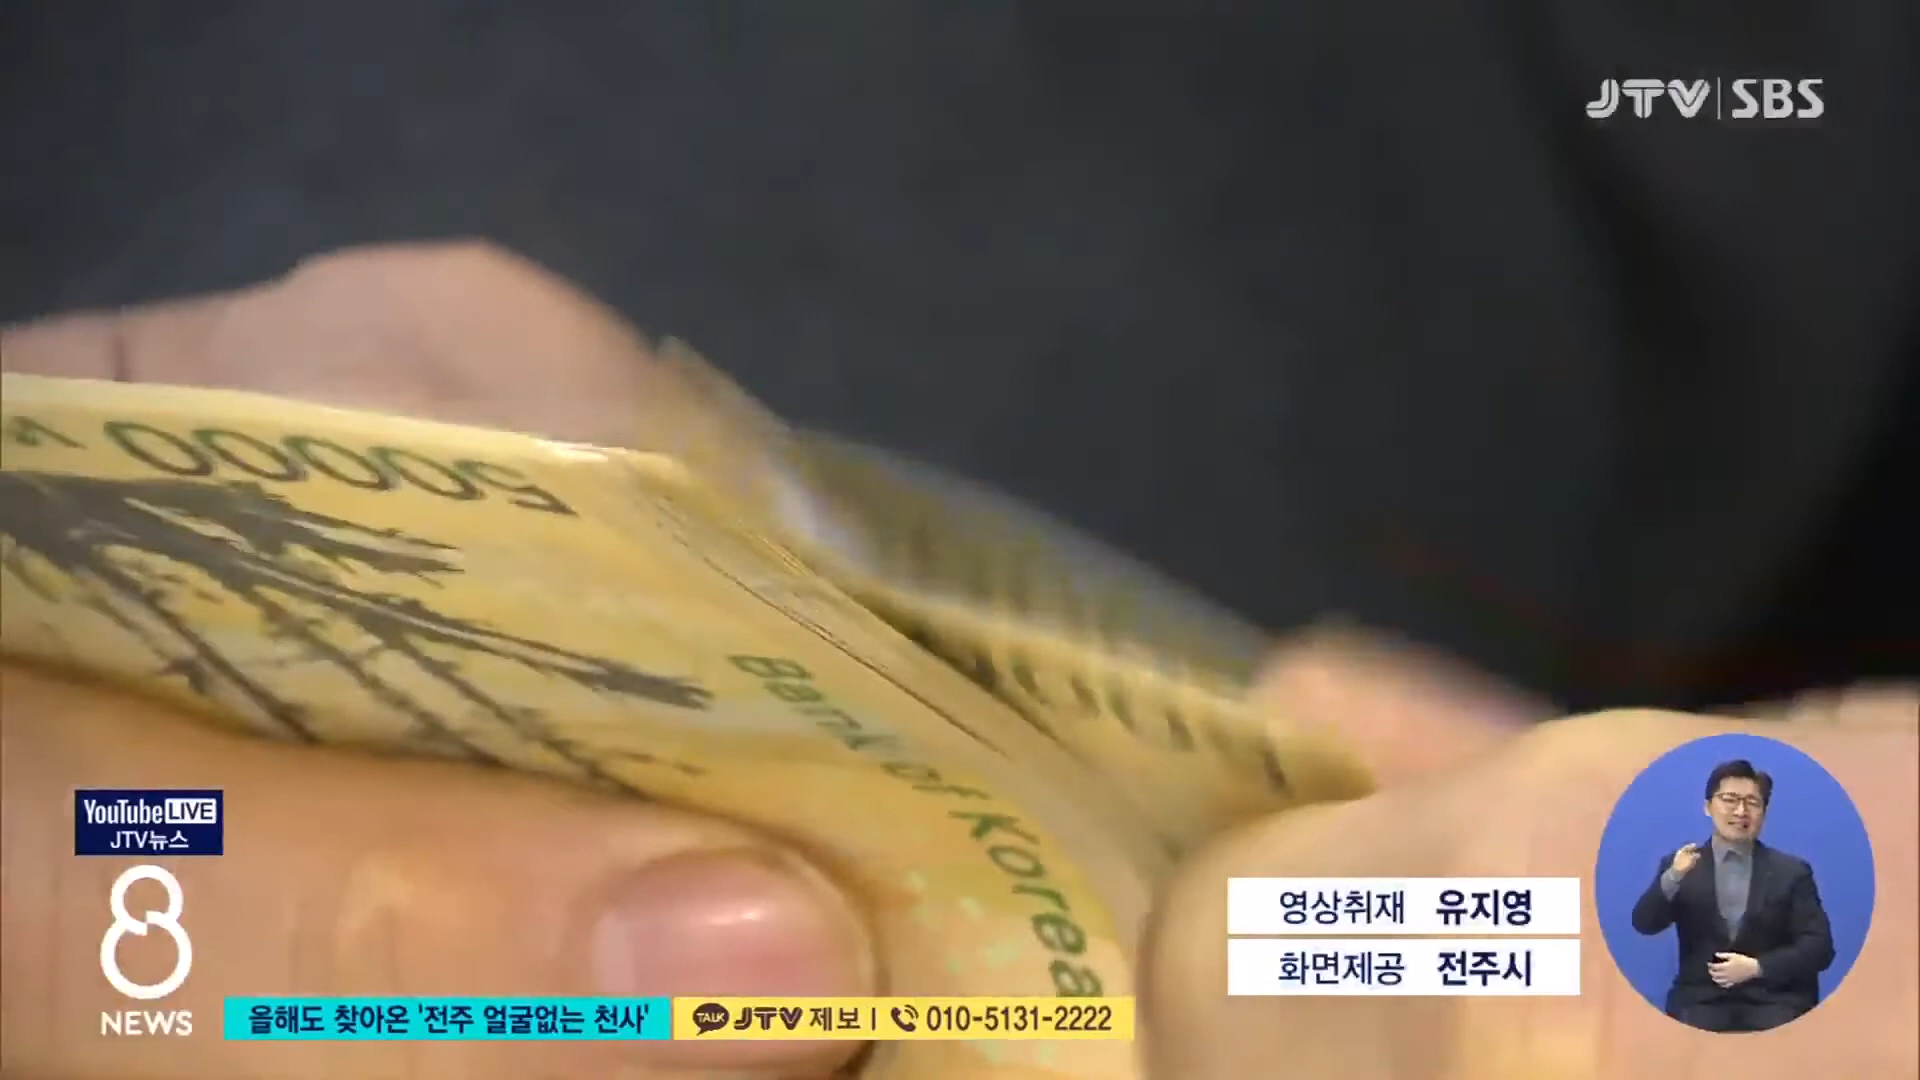 JTV SBS
50000
Bank of Korea
YouTube LIVE
JTV뉴스
8
NEWS
영상취재 유지영
화면제공 전주시
올해도 찾아온 '전주 얼굴없는 천사'
TALK JTV 제보 | 010-5131-2222